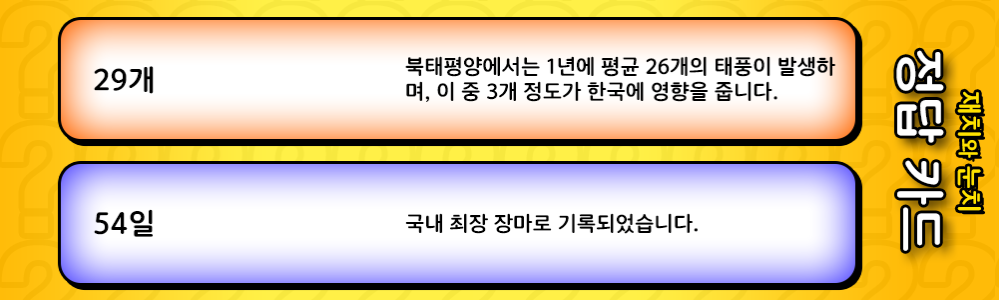 29개
북태평양에서는 1년에 평균 26개의 태풍이 발생하
며, 이 중 3개 정도가 한국에 영향을 줍니다.
54일
국내 최장 장마로 기록되었습니다.
재치와 눈치
정답 카드